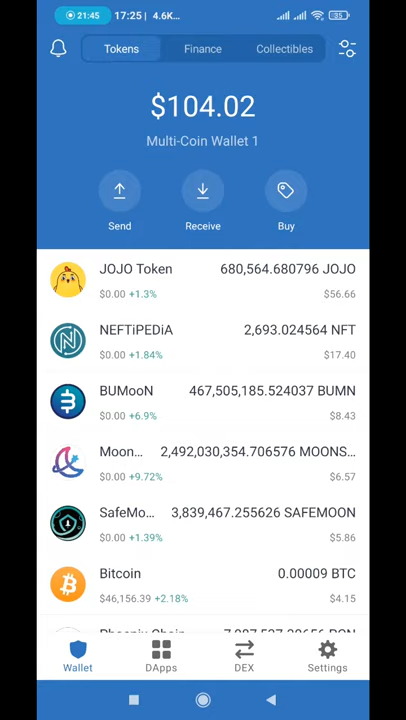 21:45 17:25 | 4.6K... 35
Tokens Finance Collectibles
$104.02
Multi-Coin Wallet 1
Send Receive Buy
JOJO Token 680,564.680796 JOJO
$0.00 +1.3% $56.66
NEFTiPEDiA 2,693.024564 NFT
$0.00 +1.84% $17.40
BUMooN 467,505,185.524037 BUMN
$0.00 +6.9% $8.43
Moon... 2,492,030,354.706576 MOONS...
$0.00 +9.72% $6.57
SafeMo... 3,839,467.255626 SAFEMOON
$0.00 +1.39% $5.86
Bitcoin 0.00009 BTC
$46,156.39 +2.18% $4.15
Wallet DApps DEX Settings